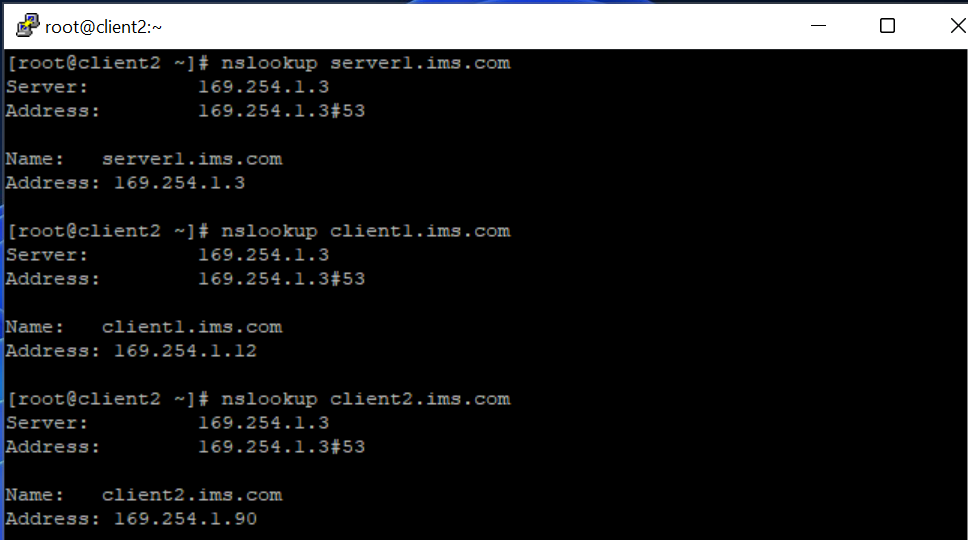 root@client2:~
[root@client2 ~]# nslookup server1.ims.com
Server:         169.254.1.3
Address:        169.254.1.3#53
Name:   server1.ims.com
Address: 169.254.1.3
[root@client2 ~]# nslookup client1.ims.com
Server:         169.254.1.3
Address:        169.254.1.3#53
Name:   client1.ims.com
Address: 169.254.1.12
[root@client2 ~]# nslookup client2.ims.com
Server:         169.254.1.3
Address:        169.254.1.3#53
Name:   client2.ims.com
Address: 169.254.1.90